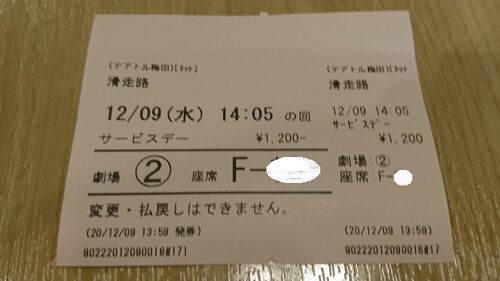 (テアトル梅田)[ネット]
滑走路
12/09(水) 14:05 の回
サービスデー ¥1,200-
劇場 ② 座席 F-
変更・払戻しはできません。
(20/12/09 13:59 発券)
90222012090016#171
(テアトル梅田)ネット
滑走路
12/09 14:05
サービスデー
¥1,200
劇場:②
座席:F-
(20/12/09 13:59)
90222012090016#17